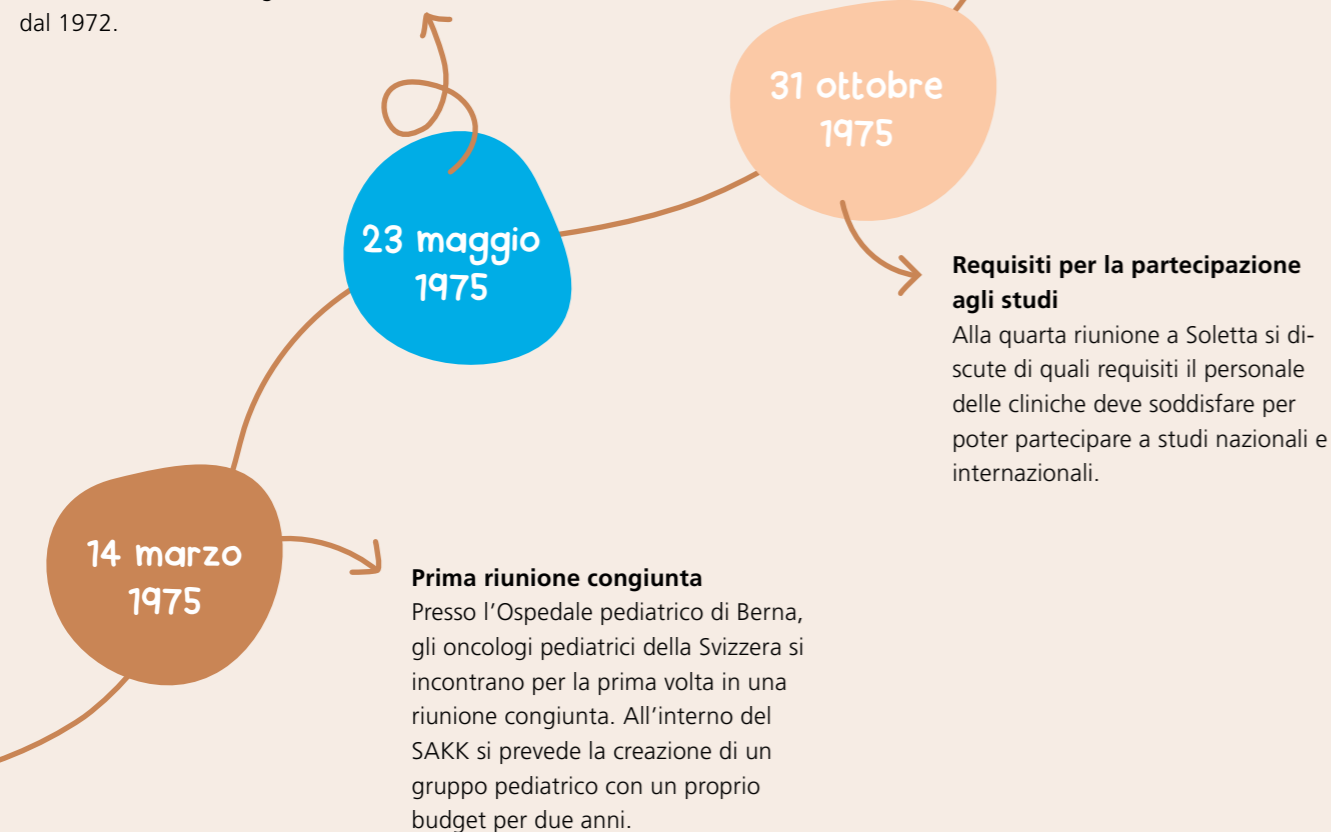 dal 1972.
31 ottobre
1975
23 maggio
1975
Requisiti per la partecipazione
agli studi
Alla quarta riunione a Soletta si di-
scute di quali requisiti il personale
delle cliniche deve soddisfare per
poter partecipare a studi nazionali e
internazionali.
14 marzo
1975
Prima riunione congiunta
Presso l’Ospedale pediatrico di Berna,
gli oncologi pediatrici della Svizzera si
incontrano per la prima volta in una
riunione congiunta. All’interno del
SAKK si prevede la creazione di un
gruppo pediatrico con un proprio
budget per due anni.